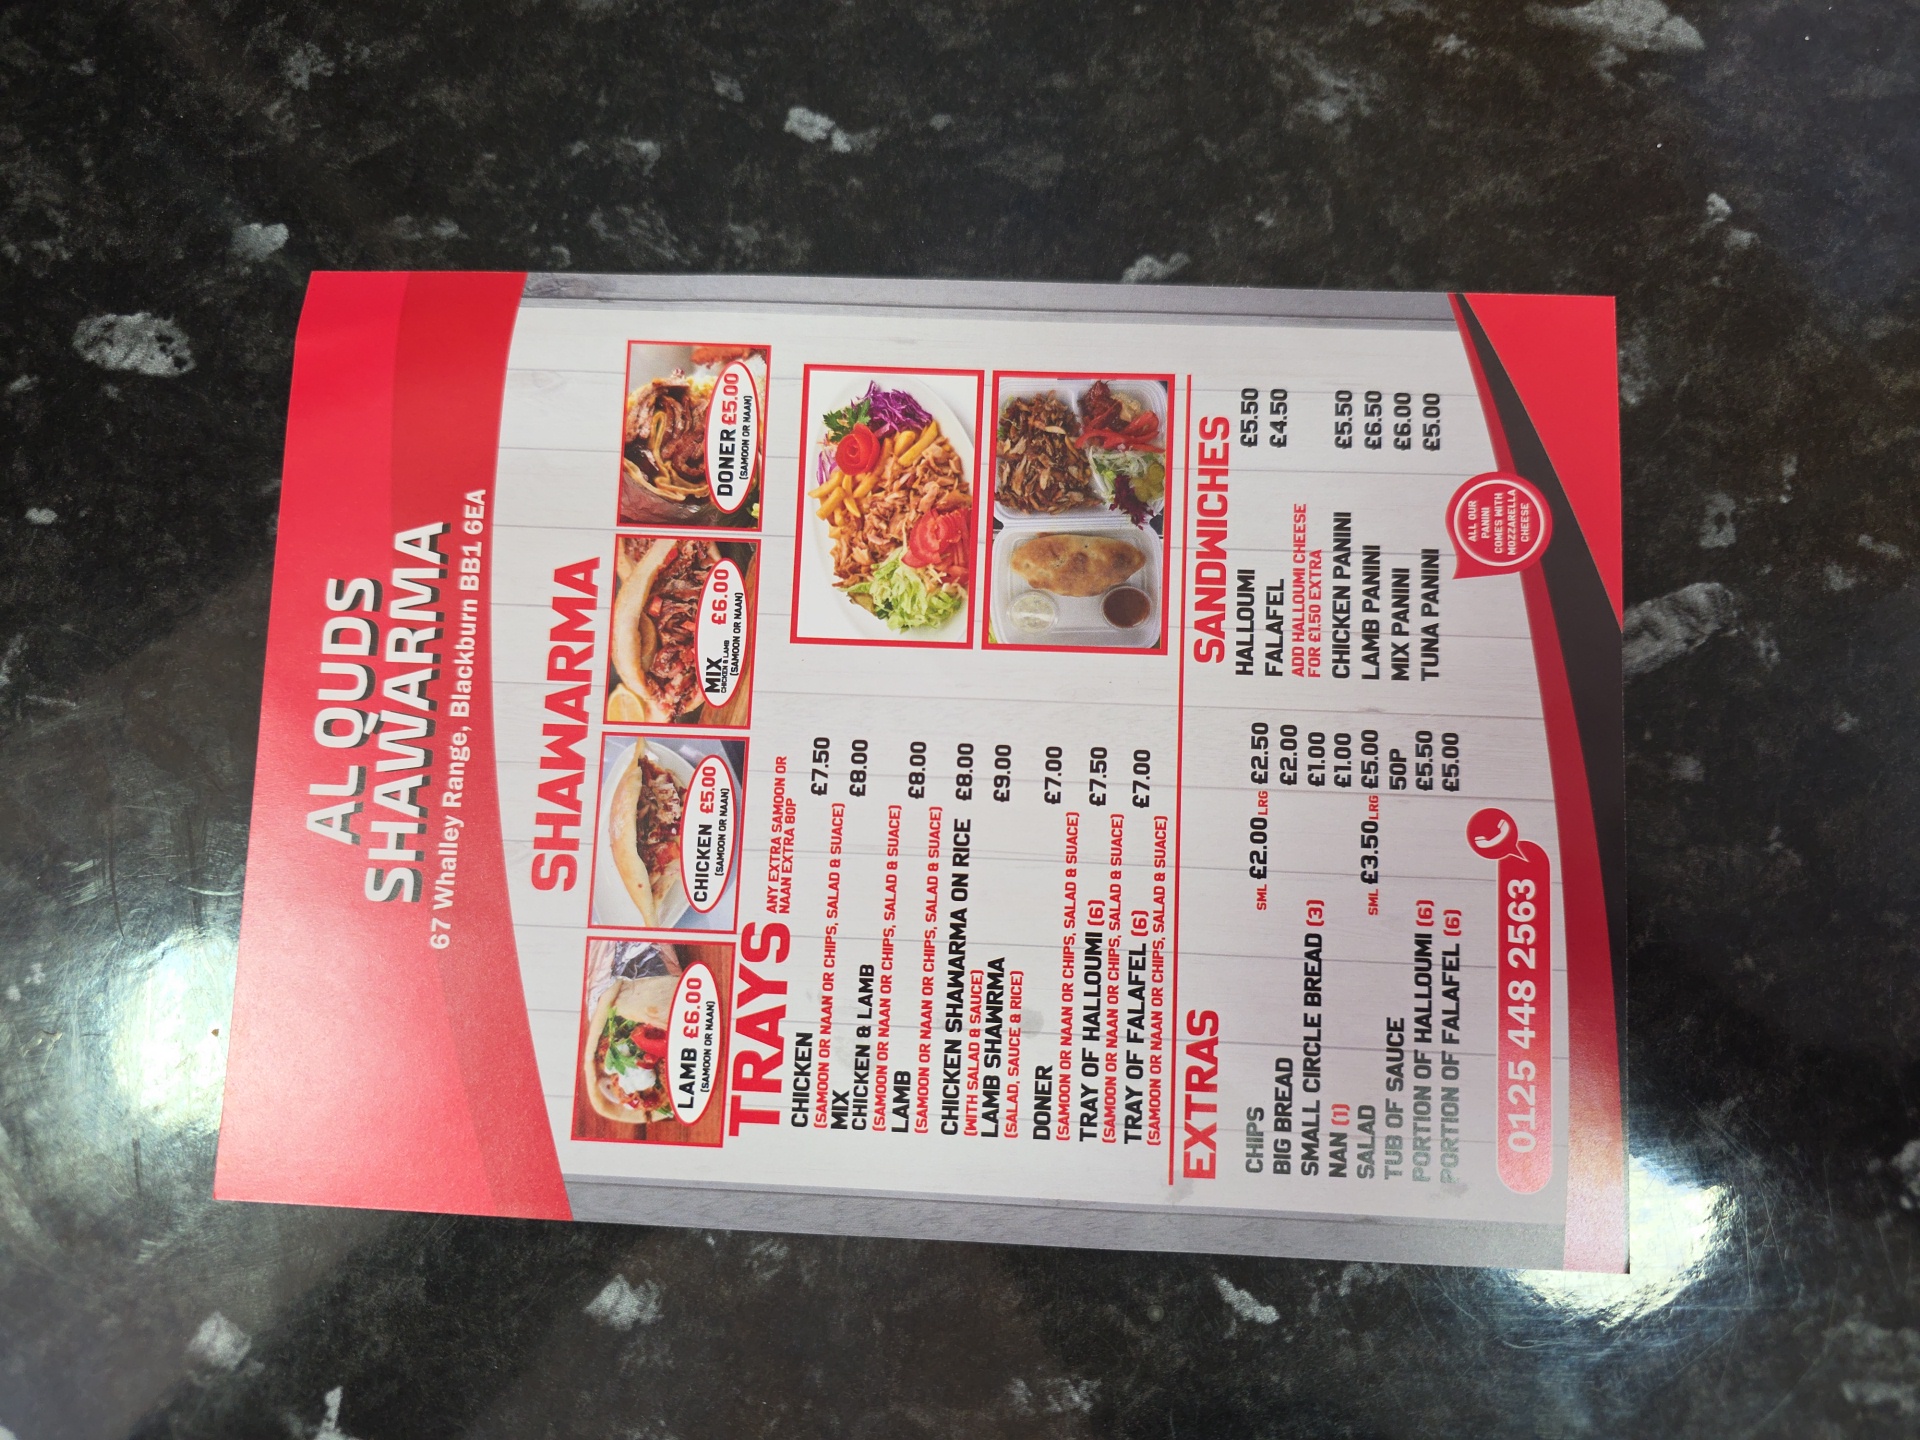 AL QUDS
SHAWARMA
67 Whalley Range, Blackburn BB1 6EA
SHAWARMA
LAMB £6.00
(SAMOON OR NAAN)
CHICKEN £5.00
(SAMOON OR NAAN)
MIX £6.00
CHICKEN & LAMB
(SAMOON OR NAAN)
DONER £5.00
(SAMOON OR NAAN)
TRAYS
ANY EXTRA SAMOON OR
NAAN EXTRA 80P
CHICKEN £7.50
(SAMOON OR NAAN OR CHIPS, SALAD & SUACE)
MIX £8.00
CHICKEN & LAMB
(SAMOON OR NAAN OR CHIPS, SALAD & SUACE)
LAMB £8.00
(SAMOON OR NAAN OR CHIPS, SALAD & SUACE)
CHICKEN SHAWARMA ON RICE £8.00
(WITH SALAD & SAUCE)
LAMB SHAWRMA £9.00
(SALAD, SAUCE & RICE)
DONER £7.00
(SAMOON OR NAAN OR CHIPS, SALAD & SUACE)
TRAY OF HALLOUMI (6) £7.50
(SAMOON OR NAAN OR CHIPS, SALAD & SUACE)
TRAY OF FALAFEL (6) £7.00
(SAMOON OR NAAN OR CHIPS, SALAD & SUACE)
EXTRAS
CHIPS SML £2.00 LRG £2.50
BIG BREAD £2.00
SMALL CIRCLE BREAD (3) £1.00
NAN (1) £1.00
SALAD SML £3.50 LRG £5.00
TUB OF SAUCE 50P
PORTION OF HALLOUMI (6) £5.50
PORTION OF FALAFEL (6) £5.00
SANDWICHES
HALLOUMI £5.50
FALAFEL £4.50
ADD HALLOUMI CHEESE
FOR £1.50 EXTRA
CHICKEN PANINI £5.50
LAMB PANINI £6.50
MIX PANINI £6.00
TUNA PANINI £5.00
ALL OUR
PANINI
COMES WITH
MOZZARELLA
CHEESE
0125 448 2563